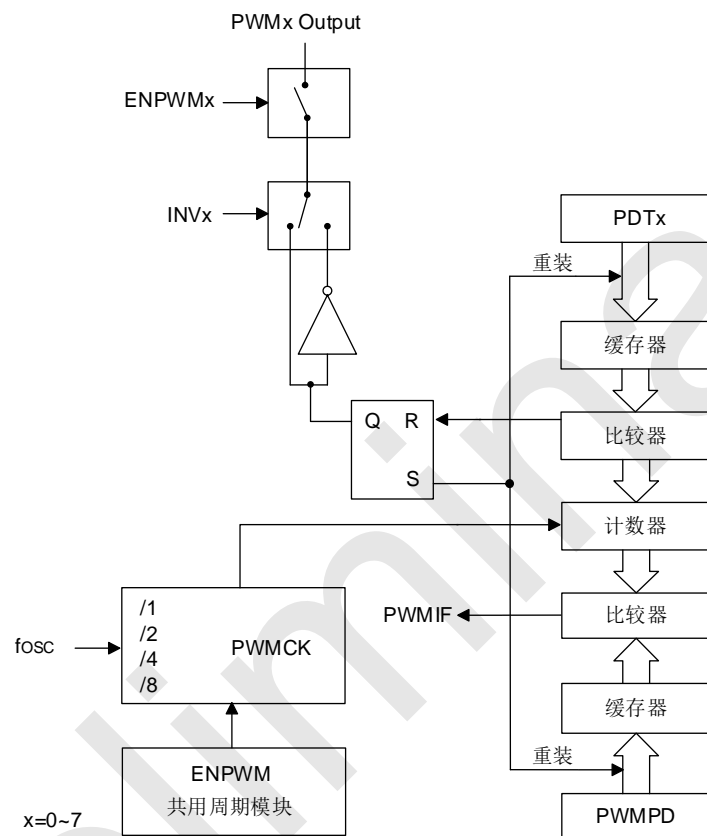 PWMx Output
ENPWMx
INVx
PDTx
重装
缓存器
Q R
比较器
S
计数器
/1
/2
/4
/8
fosc
PWMCK
PWMIF
比较器
缓存器
ENPWM
共用周期模块
重装
PWMPD
x=0~7